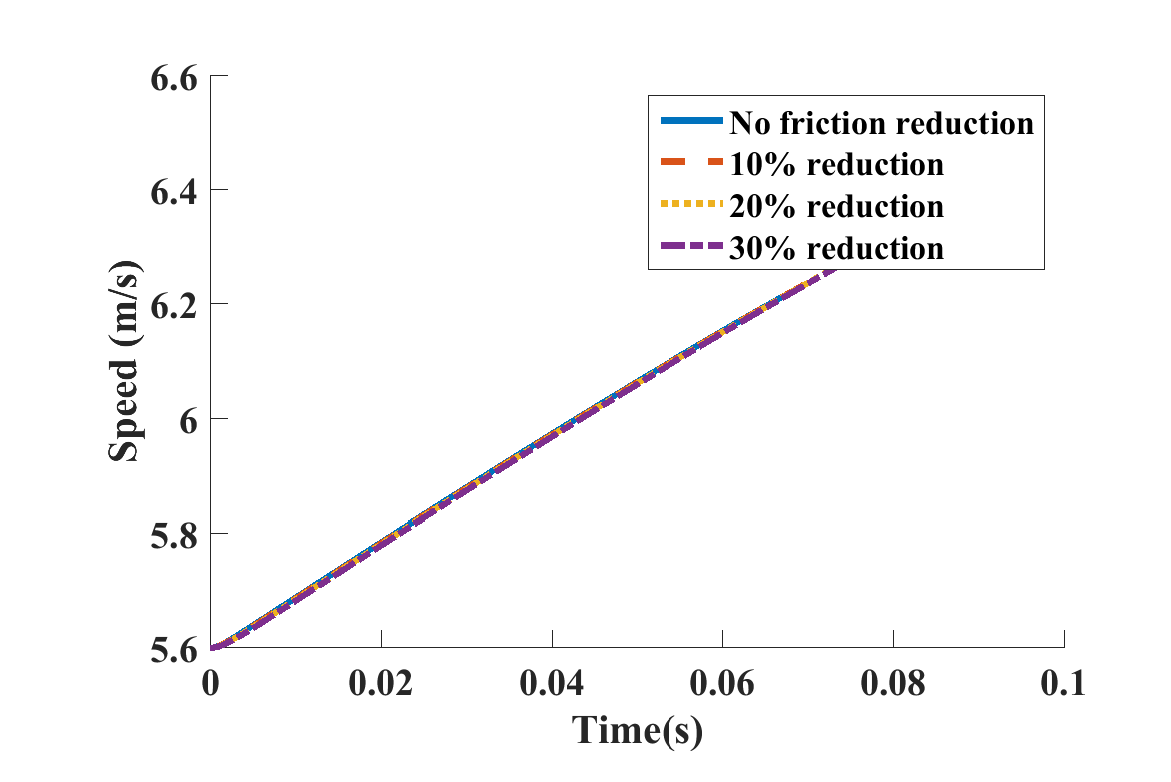 6.6
6.4
6.2
6
5.8
5.6
Speed (m/s)
No friction reduction
10% reduction
20% reduction
30% reduction
0 0.02 0.04 0.06 0.08 0.1
Time(s)